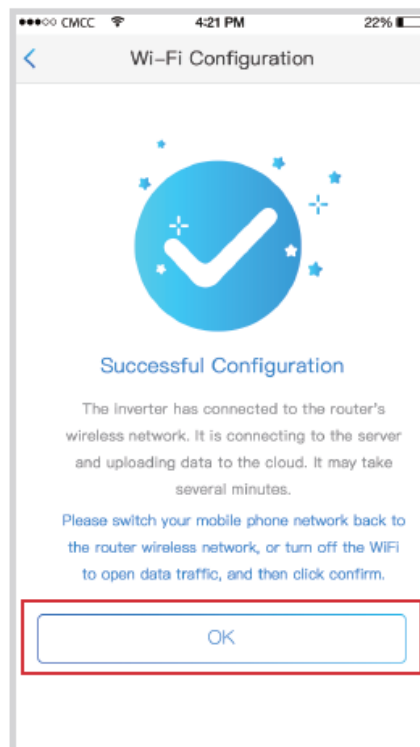 CMCC 4:21 PM 22%
Wi-Fi Configuration
Successful Configuration
The inverter has connected to the router's
wireless network. It is connecting to the server
and uploading data to the cloud. It may take
several minutes.
Please switch your mobile phone network back to
the router wireless network, or turn off the WiFi
to open data traffic, and then click confirm.
OK